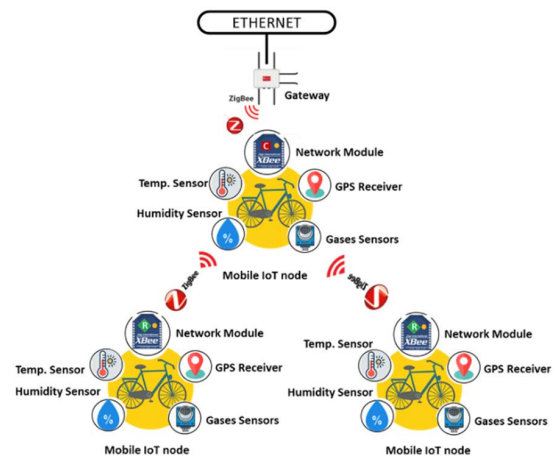 ETHERNET
ZigBee
Gateway
Z
C
XBee
Network Module
Temp. Sensor
GPS Receiver
Humidity Sensor
%
Gases Sensors
Mobile IoT node
ZigBee
ZigBee
R
XBee
Network Module
Temp. Sensor
GPS Receiver
Humidity Sensor
%
Gases Sensors
Mobile IoT node
R
XBee
Network Module
Temp. Sensor
GPS Receiver
Humidity Sensor
%
Gases Sensors
Mobile IoT node